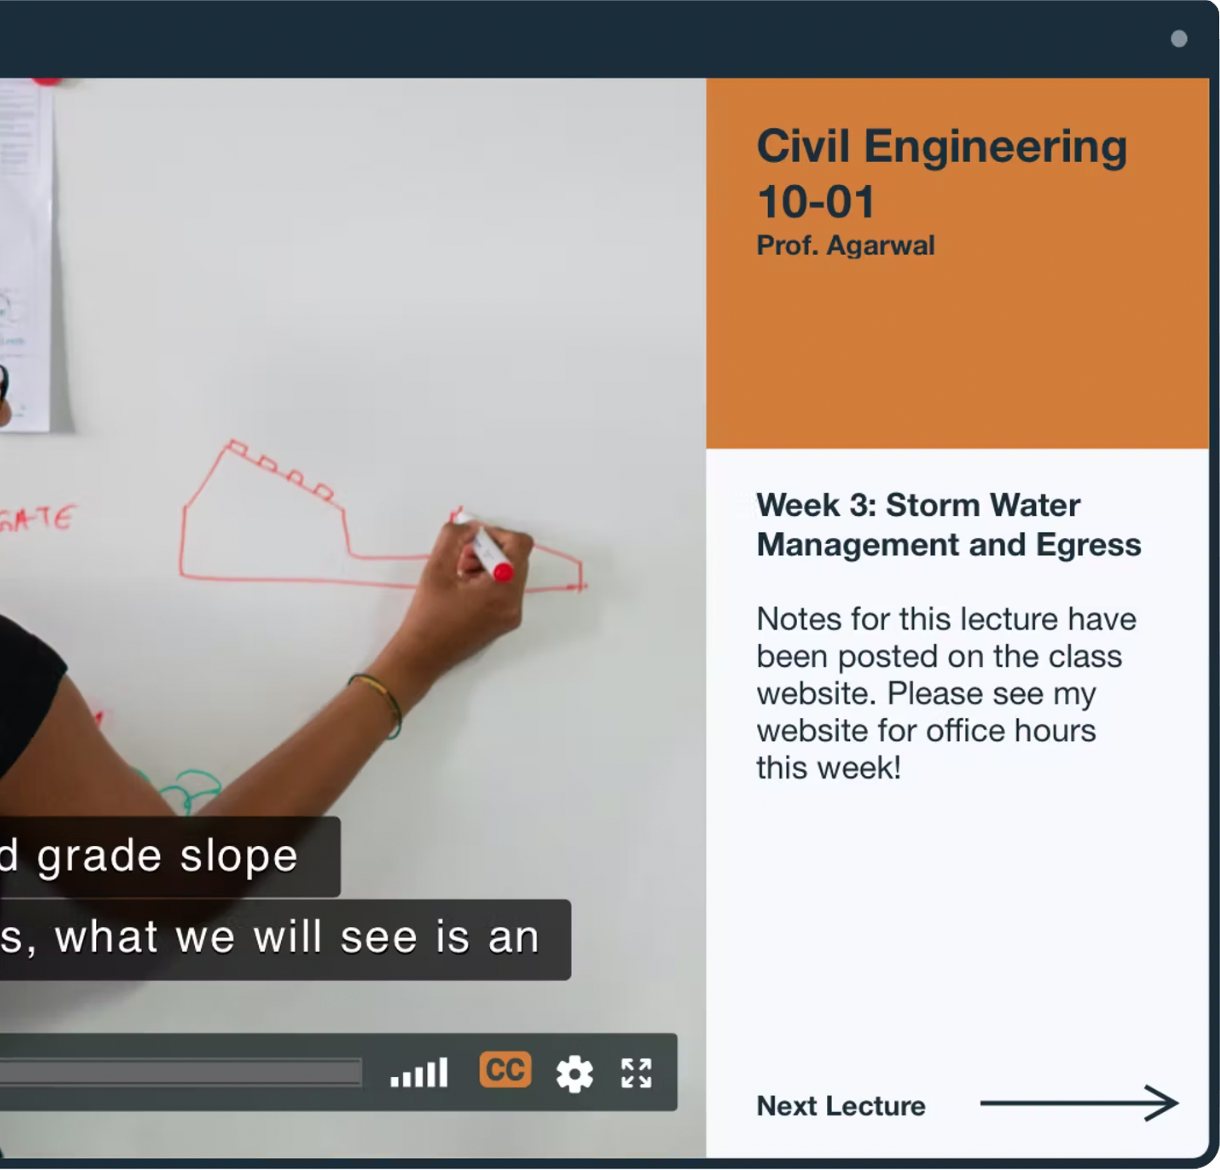 Civil Engineering
10-01
Prof. Agarwal
Week 3: Storm Water
Management and Egress
Notes for this lecture have
been posted on the class
website. Please see my
website for office hours
this week!
Next Lecture
grade slope
what we will see is an
CC